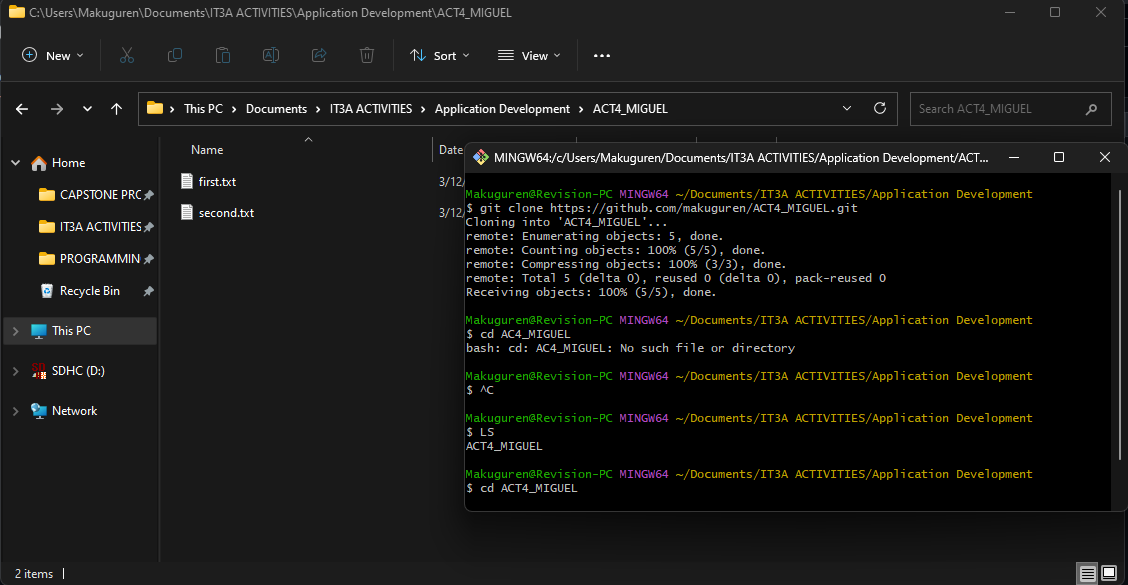 C:\Users\Makuguren\Documents\IT3A ACTIVITIES\Application Development\ACT4_MIGUEL
New
Sort
View
This PC
Documents
IT3A ACTIVITIES
Application Development
ACT4_MIGUEL
Search ACT4_MIGUEL
Home
CAPSTONE PRC
IT3A ACTIVITIES
PROGRAMMIN
Recycle Bin
This PC
SDHC (D:)
Network
Name
Date
first.txt
3/12/
second.txt
3/12/
MINGW64:/c/Users/Makuguren/Documents/IT3A ACTIVITIES/Application Development/ACT...
Makuguren@Revision-PC MINGW64 ~/Documents/IT3A ACTIVITIES/Application Development
$ git clone https://github.com/makuguren/ACT4_MIGUEL.git
Cloning into 'ACT4_MIGUEL'...
remote: Enumerating objects: 5, done.
remote: Counting objects: 100% (5/5), done.
remote: Compressing objects: 100% (3/3), done.
remote: Total 5 (delta 0), reused 0 (delta 0), pack-reused 0
Receiving objects: 100% (5/5), done.
Makuguren@Revision-PC MINGW64 ~/Documents/IT3A ACTIVITIES/Application Development
$ cd AC4_MIGUEL
bash: cd: AC4_MIGUEL: No such file or directory
Makuguren@Revision-PC MINGW64 ~/Documents/IT3A ACTIVITIES/Application Development
$ ^C
Makuguren@Revision-PC MINGW64 ~/Documents/IT3A ACTIVITIES/Application Development
$ LS
ACT4_MIGUEL
Makuguren@Revision-PC MINGW64 ~/Documents/IT3A ACTIVITIES/Application Development
$ cd ACT4_MIGUEL
2 items